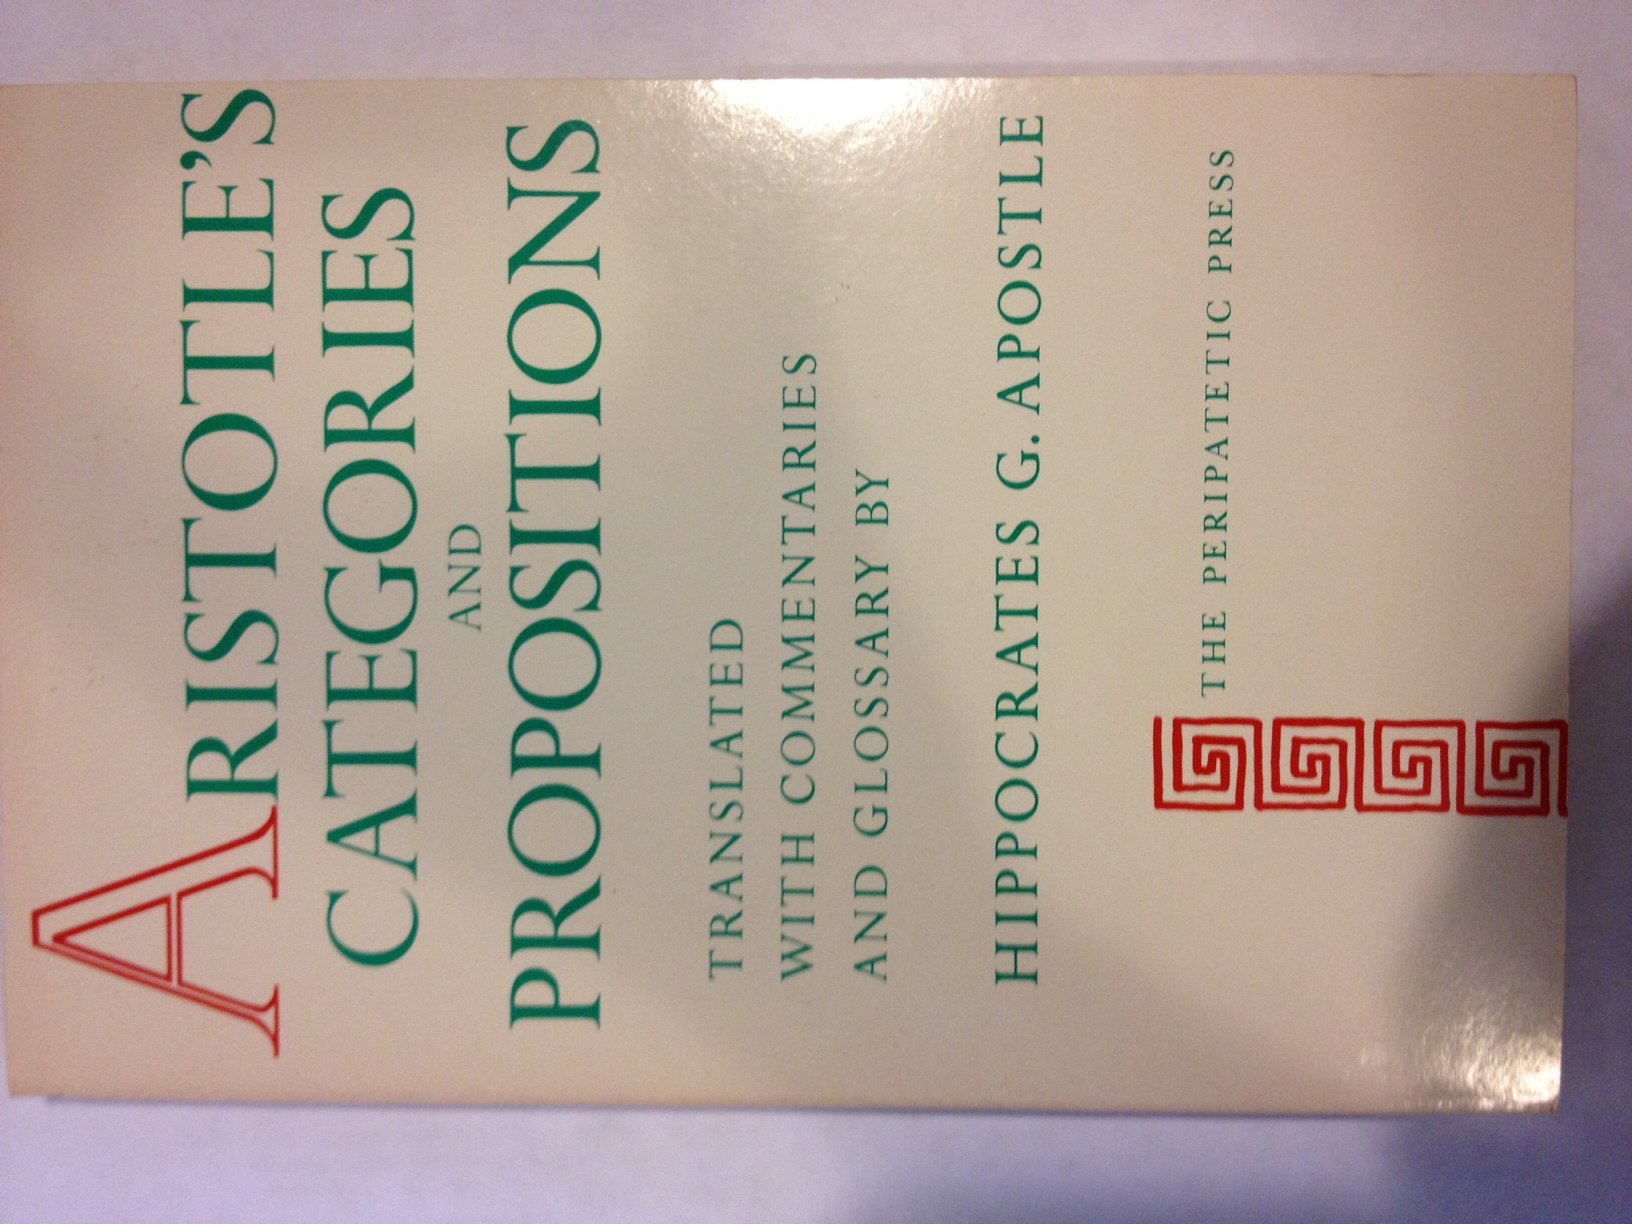 ARISTOTLE'S
CATEGORIES
AND
PROPOSITIONS
TRANSLATED
WITH COMMENTARIES
AND GLOSSARY BY
HIPPOCRATES G. APOSTLE
THE PERIPATETIC PRESS